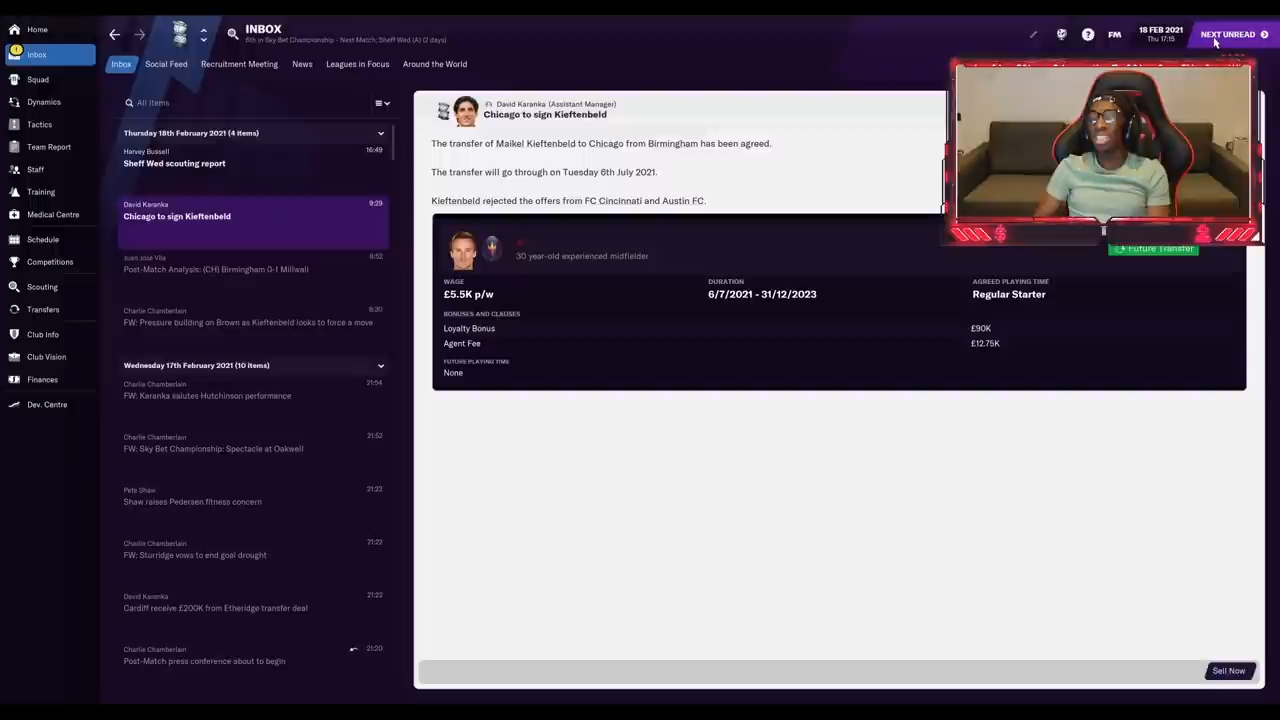 Home
Inbox
Squad
Dynamics
Tactics
Team Report
Staff
Training
Medical Centre
Schedule
Competitions
Scouting
Transfers
Club Info
Club Vision
Finances
Dev. Centre
INBOX
6th in Sky Bet Championship - Next Match: Sheff Wed (A) (2 days)
FM
18 FEB 2021
Thu 17:15
NEXT UNREAD
Inbox
Social Feed
Recruitment Meeting
News
Leagues in Focus
Around the World
All Items
Thursday 18th February 2021 (4 items)
Harvey Bussell
16:49
Sheff Wed scouting report
David Karanka
9:29
Chicago to sign Kieftenbeld
Juan José Vila
8:52
Post-Match Analysis: (CH) Birmingham 0-1 Millwall
Charlie Chamberlain
8:30
FW: Pressure building on Brown as Kieftenbeld looks to force a move
Wednesday 17th February 2021 (10 items)
Charlie Chamberlain
21:54
FW: Karanka salutes Hutchinson performance
Charlie Chamberlain
21:52
FW: Sky Bet Championship: Spectacle at Oakwell
Pete Shaw
21:23
Shaw raises Pedersen fitness concern
Charlie Chamberlain
21:22
FW: Sturridge vows to end goal drought
David Karanka
21:22
Cardiff receive £200K from Etheridge transfer deal
Charlie Chamberlain
21:20
Post-Match press conference about to begin
David Karanka (Assistant Manager)
Chicago to sign Kieftenbeld
The transfer of Maikel Kieftenbeld to Chicago from Birmingham has been agreed.
The transfer will go through on Tuesday 6th July 2021.
Kieftenbeld rejected the offers from FC Cincinnati and Austin FC.
Future Transfer
30 year-old experienced midfielder
WAGE
£5.5K p/w
DURATION
6/7/2021 - 31/12/2023
AGREED PLAYING TIME
Regular Starter
BONUSES AND CLAUSES
Loyalty Bonus
£90K
Agent Fee
£12.75K
FUTURE PLAYING TIME
None
Sell Now